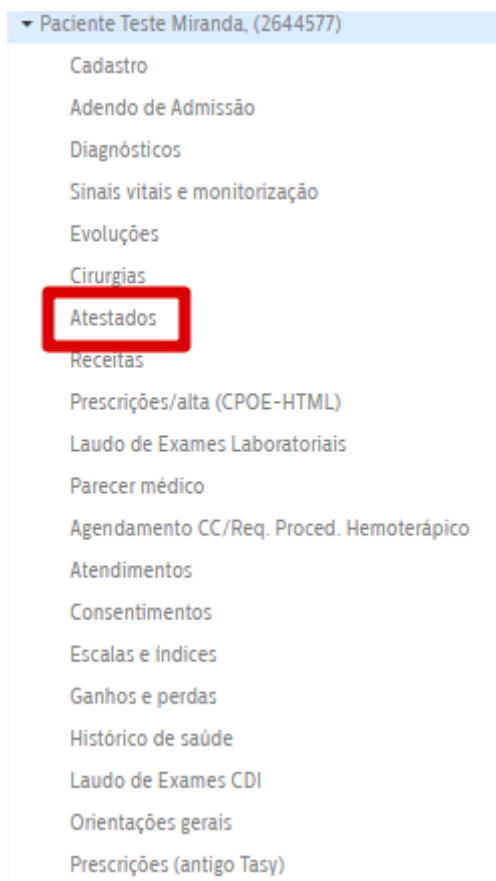 Paciente Teste Miranda, (2644577)
Cadastro
Adendo de Admissão
Diagnósticos
Sinais vitais e monitorização
Evoluções
Cirurgias
Atestados
Receitas
Prescrições/alta (CPOE-HTML)
Laudo de Exames Laboratoriais
Parecer médico
Agendamento CC/Req. Proced. Hemoterápico
Atendimentos
Consentimentos
Escalas e índices
Ganhos e perdas
Histórico de saúde
Laudo de Exames CDI
Orientações gerais
Prescrições (antigo Tasy)